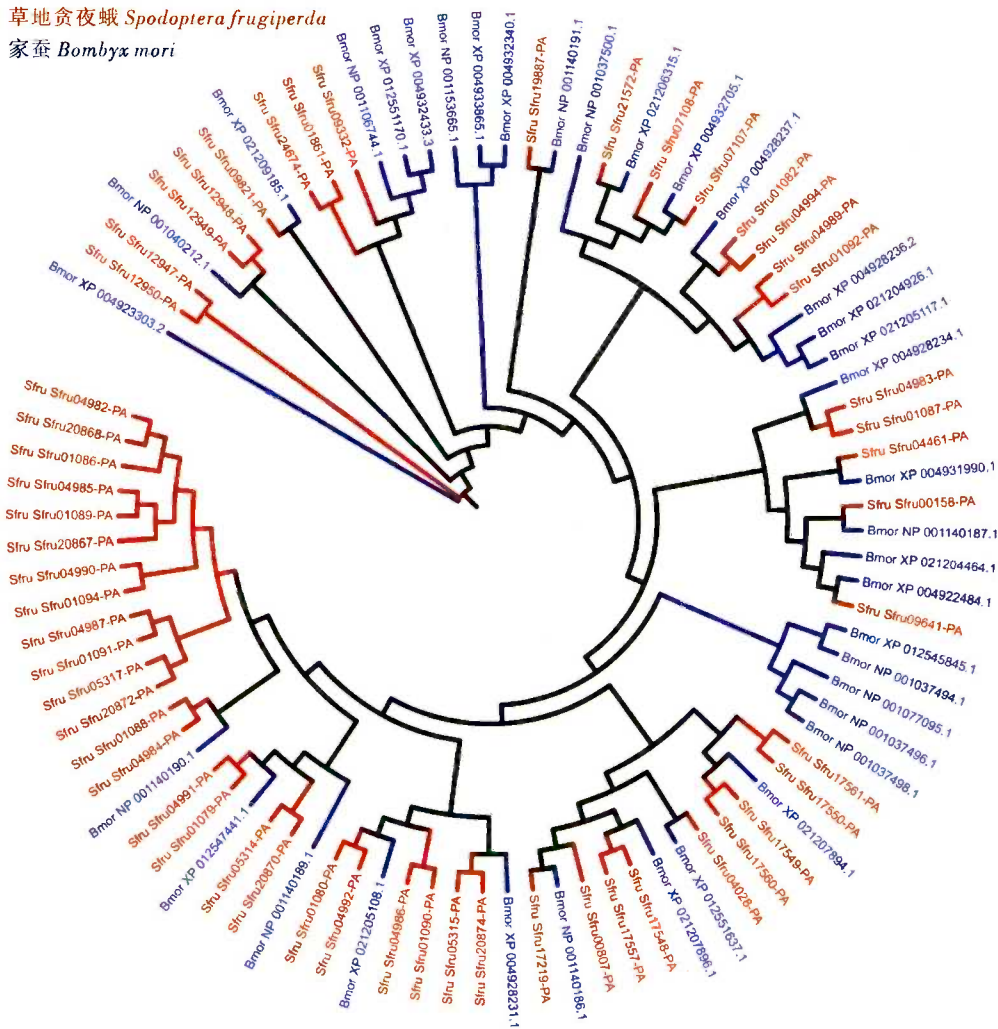 草地贪夜蛾 Spodoptera frugiperda
家蚕 Bombyx mori
Bmor XP 004923303.2
Sfru Sfru12950-PA
Sfru Sfru12947-PA
Bmor NP 001040212.1
Sfru Sfru12949-PA
Sfru Sfru12948-PA
Sfru Sfru09821-PA
Bmor XP 021209185.1
Sfru Sfru24674-PA
Sfru Sfru01861-PA
Sfru Sfru09332-PA
Bmor NP 001106744.1
Bmor XP 012551170.1
Bmor XP 004932433.3
Bmor NP 001153665.1
Bmor XP 004933865.1
Bmor XP 004932340.1
Sfru Sfru19887-PA
Bmor NP 001140191.1
Bmor NP 001037500.1
Sfru Sfru21572-PA
Bmor XP 021206315.1
Sfru Sfru07108-PA
Bmor XP 004932705.1
Sfru Sfru07107-PA
Bmor XP 004928237.1
Sfru Sfru01082-PA
Sfru Sfru04994-PA
Sfru Sfru04989-PA
Sfru Sfru01092-PA
Bmor XP 004928236.2
Bmor XP 021204926.1
Bmor XP 021205117.1
Bmor XP 004928234.1
Sfru Sfru04983-PA
Sfru Sfru01087-PA
Sfru Sfru04461-PA
Bmor XP 004931990.1
Sfru Sfru00158-PA
Bmor NP 001140187.1
Bmor XP 021204464.1
Bmor XP 004922484.1
Sfru Sfru09641-PA
Bmor XP 012545845.1
Bmor NP 001037494.1
Bmor NP 001077095.1
Bmor NP 001037496.1
Bmor NP 001037498.1
Sfru Sfru17561-PA
Sfru Sfru17550-PA
Bmor XP 021207894.1
Sfru Sfru17549-PA
Sfru Sfru17560-PA
Sfru Sfru04028-PA
Bmor XP 012551637.1
Bmor XP 021207896.1
Sfru Sfru17548-PA
Sfru Sfru17557-PA
Sfru Sfru00807-PA
Bmor NP 001140186.1
Sfru Sfru17219-PA
Bmor XP 004928231.1
Sfru Sfru20874-PA
Sfru Sfru05315-PA
Sfru Sfru01090-PA
Sfru Sfru04986-PA
Bmor XP 021205108.1
Sfru Sfru04992-PA
Sfru Sfru01080-PA
Bmor NP 001140189.1
Sfru Sfru20870-PA
Sfru Sfru05314-PA
Bmor XP 012547441.1
Sfru Sfru01079-PA
Sfru Sfru04991-PA
Bmor NP 001140190.1
Sfru Sfru04984-PA
Sfru Sfru01088-PA
Sfru Sfru20872-PA
Sfru Sfru05317-PA
Sfru Sfru01091-PA
Sfru Sfru04987-PA
Sfru Sfru01094-PA
Sfru Sfru04990-PA
Sfru Sfru20867-PA
Sfru Sfru01089-PA
Sfru Sfru04985-PA
Sfru Sfru01086-PA
Sfru Sfru20868-PA
Sfru Sfru04982-PA